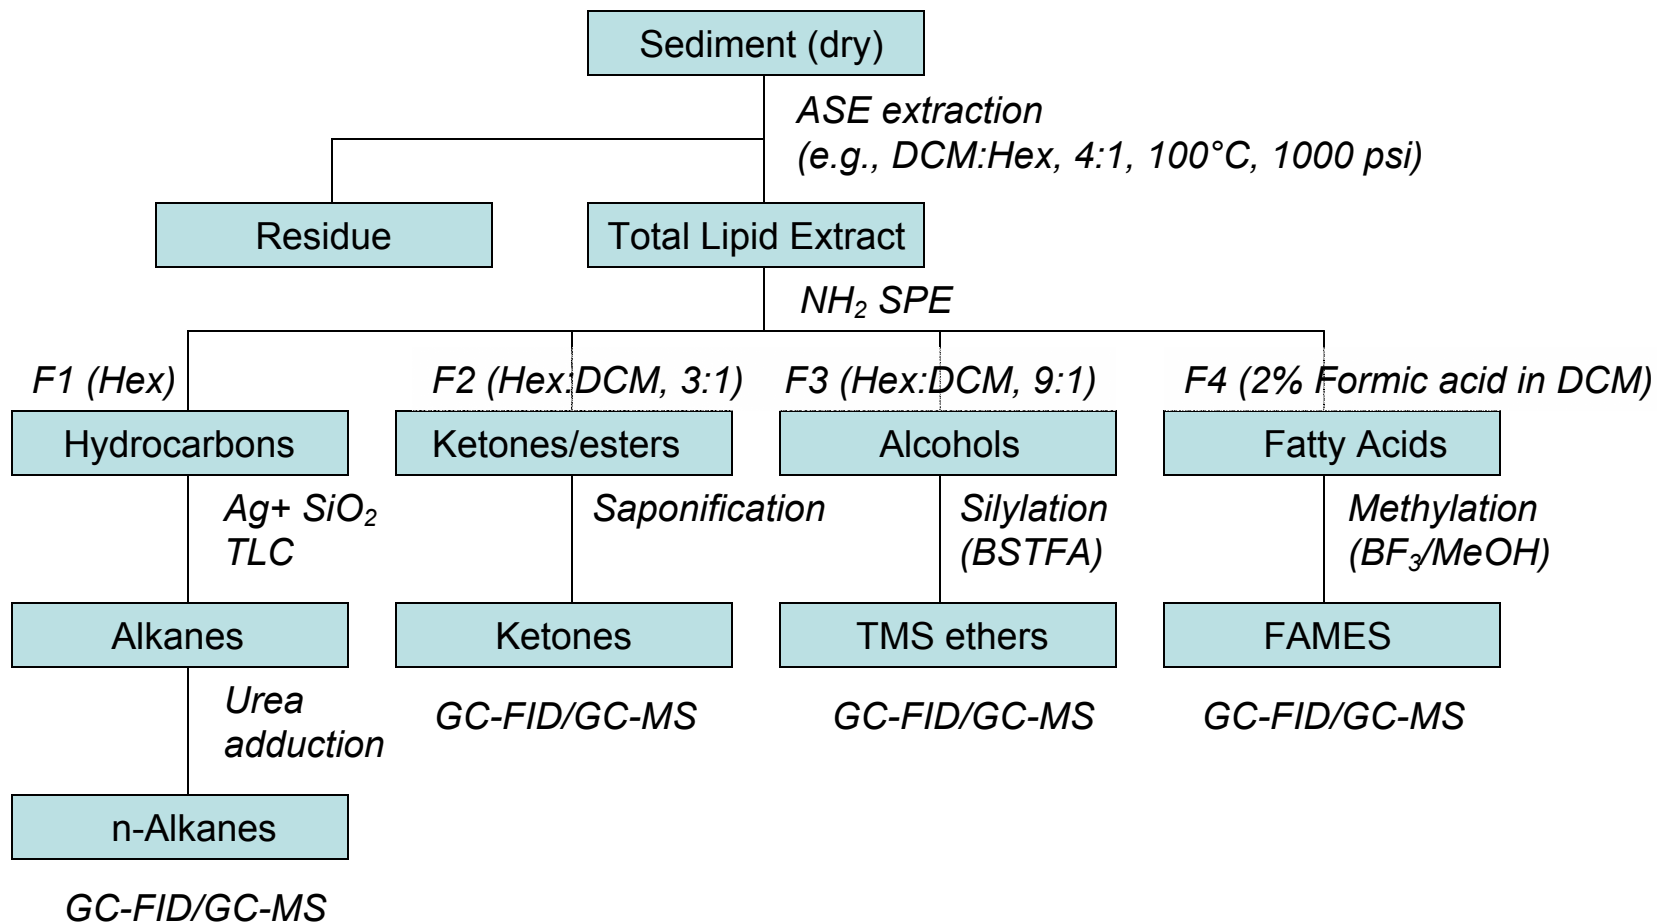 Sediment (dry)
ASE extraction
(e.g., DCM:Hex, 4:1, 100°C, 1000 psi)
Residue
Total Lipid Extract
NH2 SPE
F1 (Hex)
F2 (Hex:DCM, 3:1)
F3 (Hex:DCM, 9:1)
F4 (2% Formic acid in DCM)
Hydrocarbons
Ketones/esters
Alcohols
Fatty Acids
Ag+ SiO2
TLC
Saponification
Silylation
(BSTFA)
Methylation
(BF3/MeOH)
Alkanes
Ketones
TMS ethers
FAMES
Urea
adduction
GC-FID/GC-MS
GC-FID/GC-MS
GC-FID/GC-MS
n-Alkanes
GC-FID/GC-MS